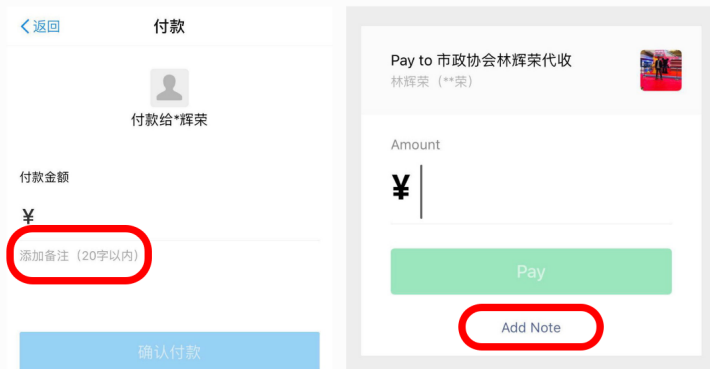 返回
付款
付款给*辉荣
付款金额
¥
添加备注（20字以内）
确认付款
Pay to 市政协会林辉荣代收
林辉荣（**荣）
Amount
¥
Pay
Add Note